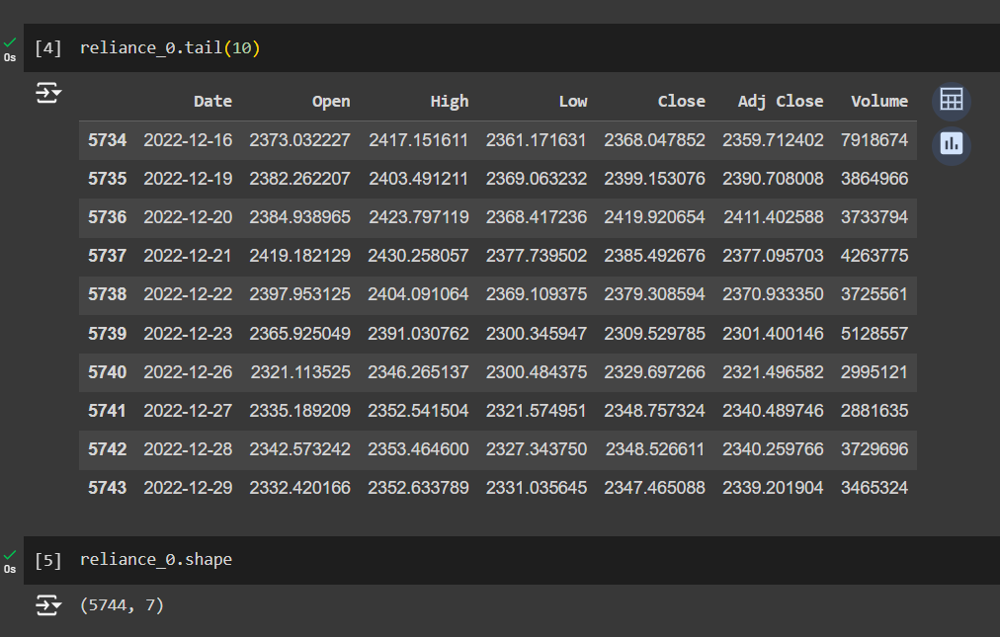 [4] reliance_0.tail(10)
0s
Date Open High Low Close Adj Close Volume
5734 2022-12-16 2373.032227 2417.151611 2361.171631 2368.047852 2359.712402 7918674
5735 2022-12-19 2382.262207 2403.491211 2369.063232 2399.153076 2390.708008 3864966
5736 2022-12-20 2384.938965 2423.797119 2368.417236 2419.920654 2411.402588 3733794
5737 2022-12-21 2419.182129 2430.258057 2377.739502 2385.492676 2377.095703 4263775
5738 2022-12-22 2397.953125 2404.091064 2369.109375 2379.308594 2370.933350 3725561
5739 2022-12-23 2365.925049 2391.030762 2300.345947 2309.529785 2301.400146 5128557
5740 2022-12-26 2321.113525 2346.265137 2300.484375 2329.697266 2321.496582 2995121
5741 2022-12-27 2335.189209 2352.541504 2321.574951 2348.757324 2340.489746 2881635
5742 2022-12-28 2342.573242 2353.464600 2327.343750 2348.526611 2340.259766 3729696
5743 2022-12-29 2332.420166 2352.633789 2331.035645 2347.465088 2339.201904 3465324
[5] reliance_0.shape
0s
(5744, 7)